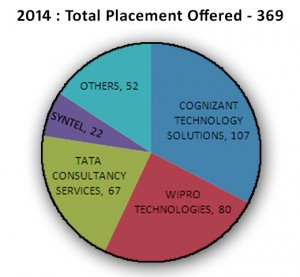 2014 : Total Placement Offered - 369
OTHERS, 52
COGNIZANT
TECHNOLOGY
SOLUTIONS, 107
SYNTEL, 22
TATA
CONSULTANCY
SERVICES, 67
WIPRO
TECHNOLOGIES, 80